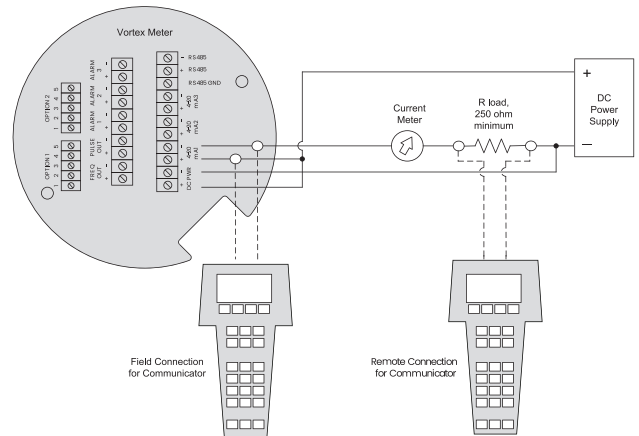 Vortex Meter
OPTION 2
1 2 3 4 5
OPTION 1
1 2 3 4 5
ALARM 3
- +
ALARM 2
- +
ALARM 1
- +
PULSE OUT
- +
FREQ OUT
- +
- RS485
+ RS485
RS485 GND
- 4-20 mA3
+
- 4-20 mA2
+
- 4-20 mA1
+
- DC PWR
+
Current
Meter
R load,
250 ohm
minimum
+
DC
Power
Supply
–
Field Connection
for Communicator
Remote Connection
for Communicator